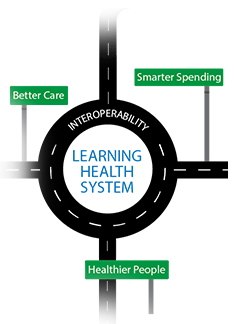 Smarter Spending
Better Care
INTEROPERABILITY
LEARNING
HEALTH
SYSTEM
Healthier People